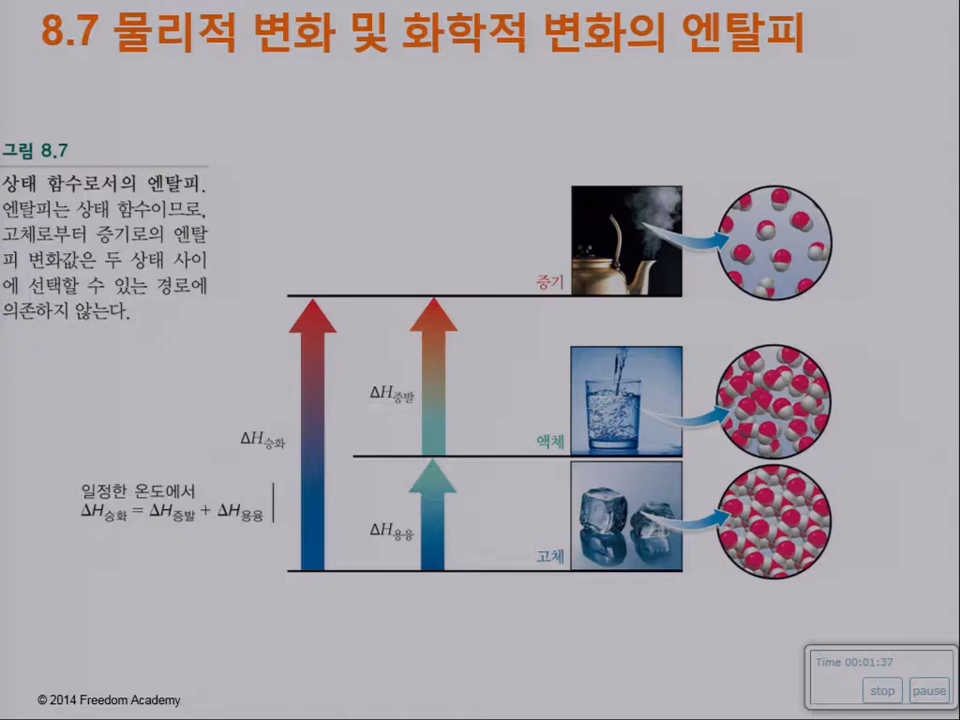 8.7 물리적 변화 및 화학적 변화의 엔탈피
그림 8.7
상태 함수로서의 엔탈피.
엔탈피는 상태 함수이므로,
고체로부터 증기로의 엔탈
피 변화값은 두 상태 사이
에 선택할 수 있는 경로에
의존하지 않는다.
증기
ΔH증발
ΔH승화
액체
일정한 온도에서
ΔH승화 = ΔH증발 + ΔH용융
ΔH용융
고체
Time 00:01:37
stop pause
© 2014 Freedom Academy